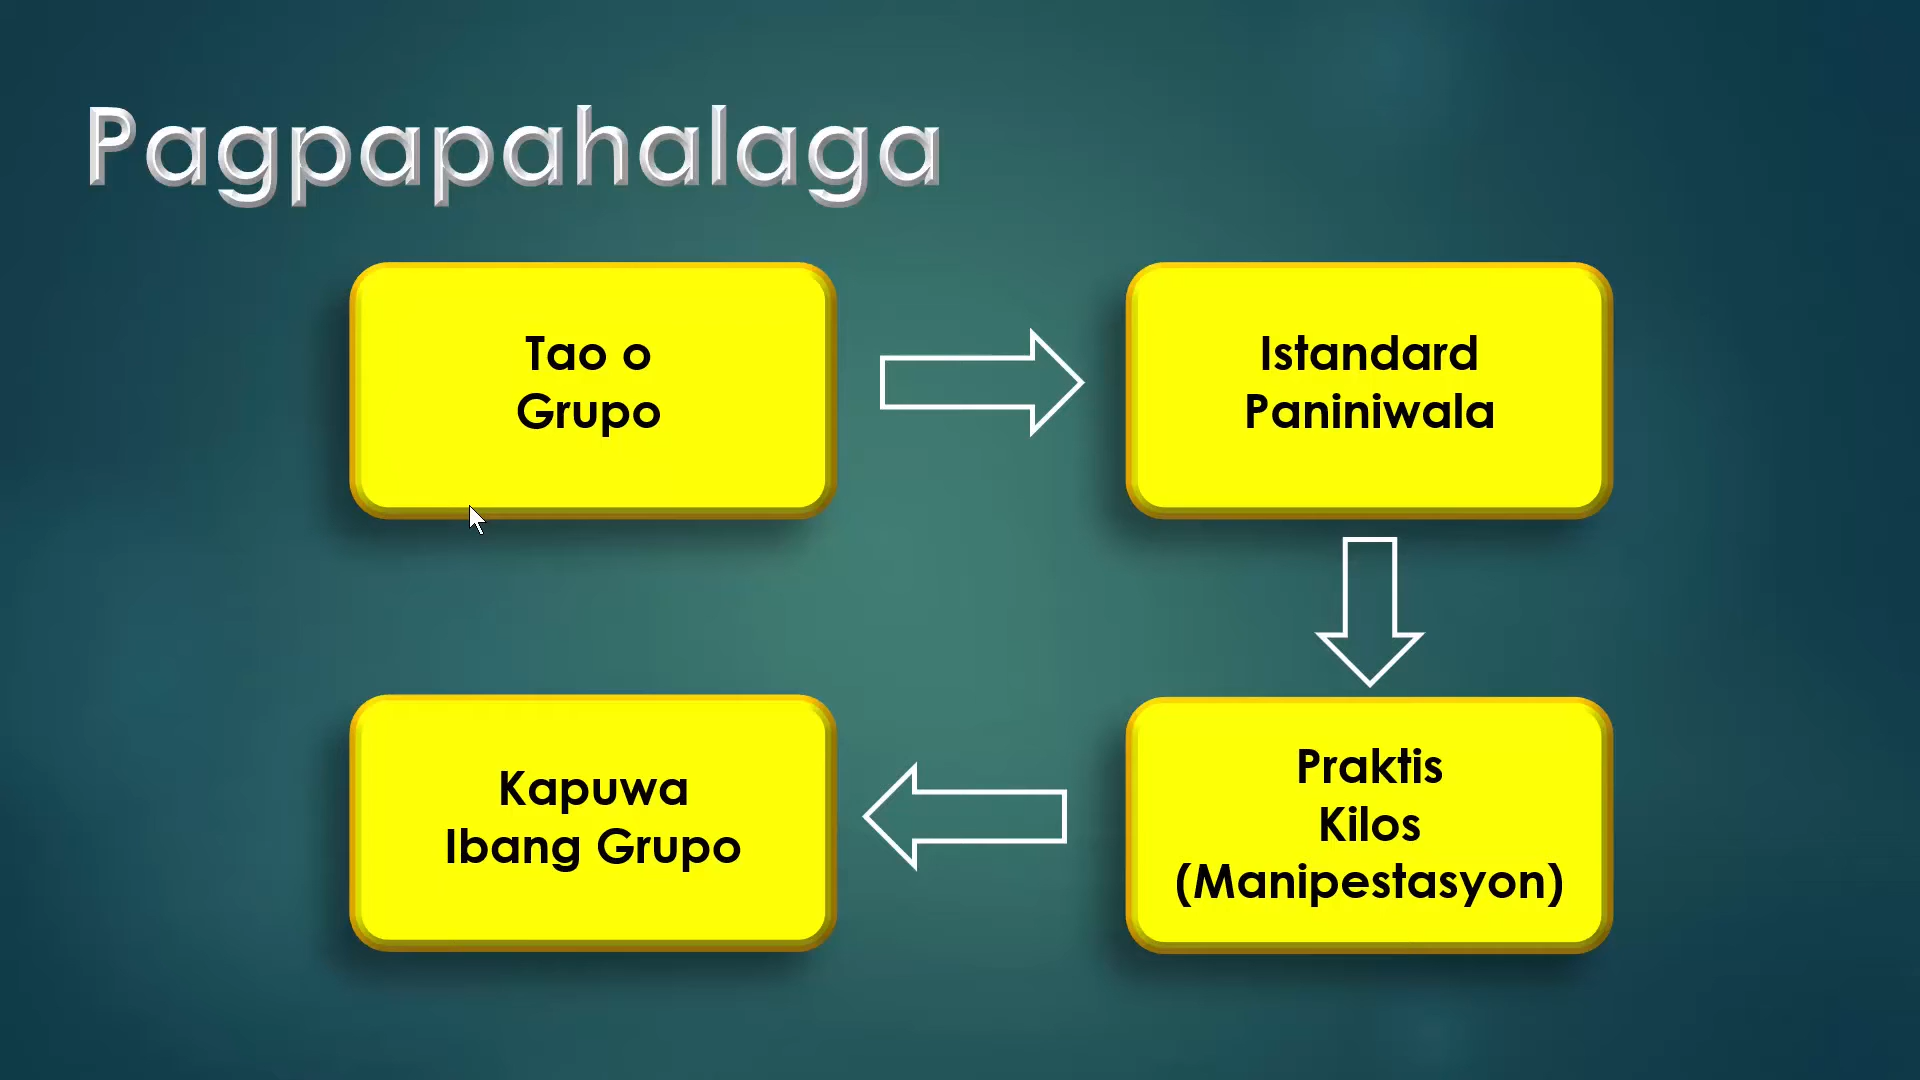 Pagpapahalaga
Tao o
Grupo
Istandard
Paniniwala
Praktis
Kilos
(Manipestasyon)
Kapuwa
Ibang Grupo